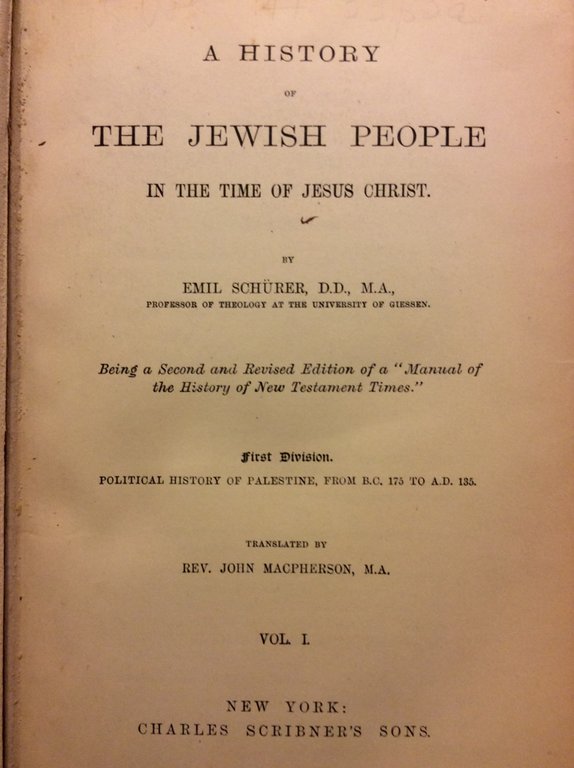 A HISTORY
OF
THE JEWISH PEOPLE
IN THE TIME OF JESUS CHRIST.
BY
EMIL SCHÜRER, D.D., M.A.,
PROFESSOR OF THEOLOGY AT THE UNIVERSITY OF GIESSEN.
Being a Second and Revised Edition of a "Manual of
the History of New Testament Times."
First Division.
POLITICAL HISTORY OF PALESTINE, FROM B.C. 175 TO A.D. 135.
TRANSLATED BY
REV. JOHN MACPHERSON, M.A.
VOL. I.
NEW YORK:
CHARLES SCRIBNER'S SONS.